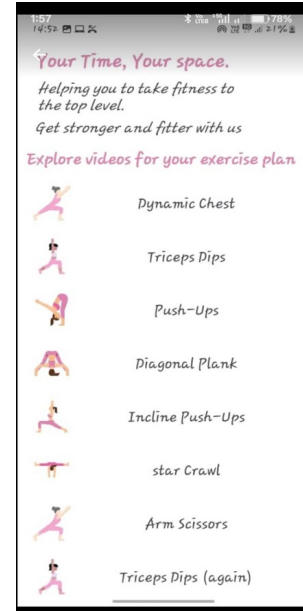 1:57
78%
14:52
21%
Your Time, Your space.
Helping you to take fitness to
the top level.
Get stronger and fitter with us
Explore videos for your exercise plan
Dynamic Chest
Triceps Dips
Push-Ups
Diagonal Plank
Incline Push-Ups
star Crawl
Arm Scissors
Triceps Dips (again)